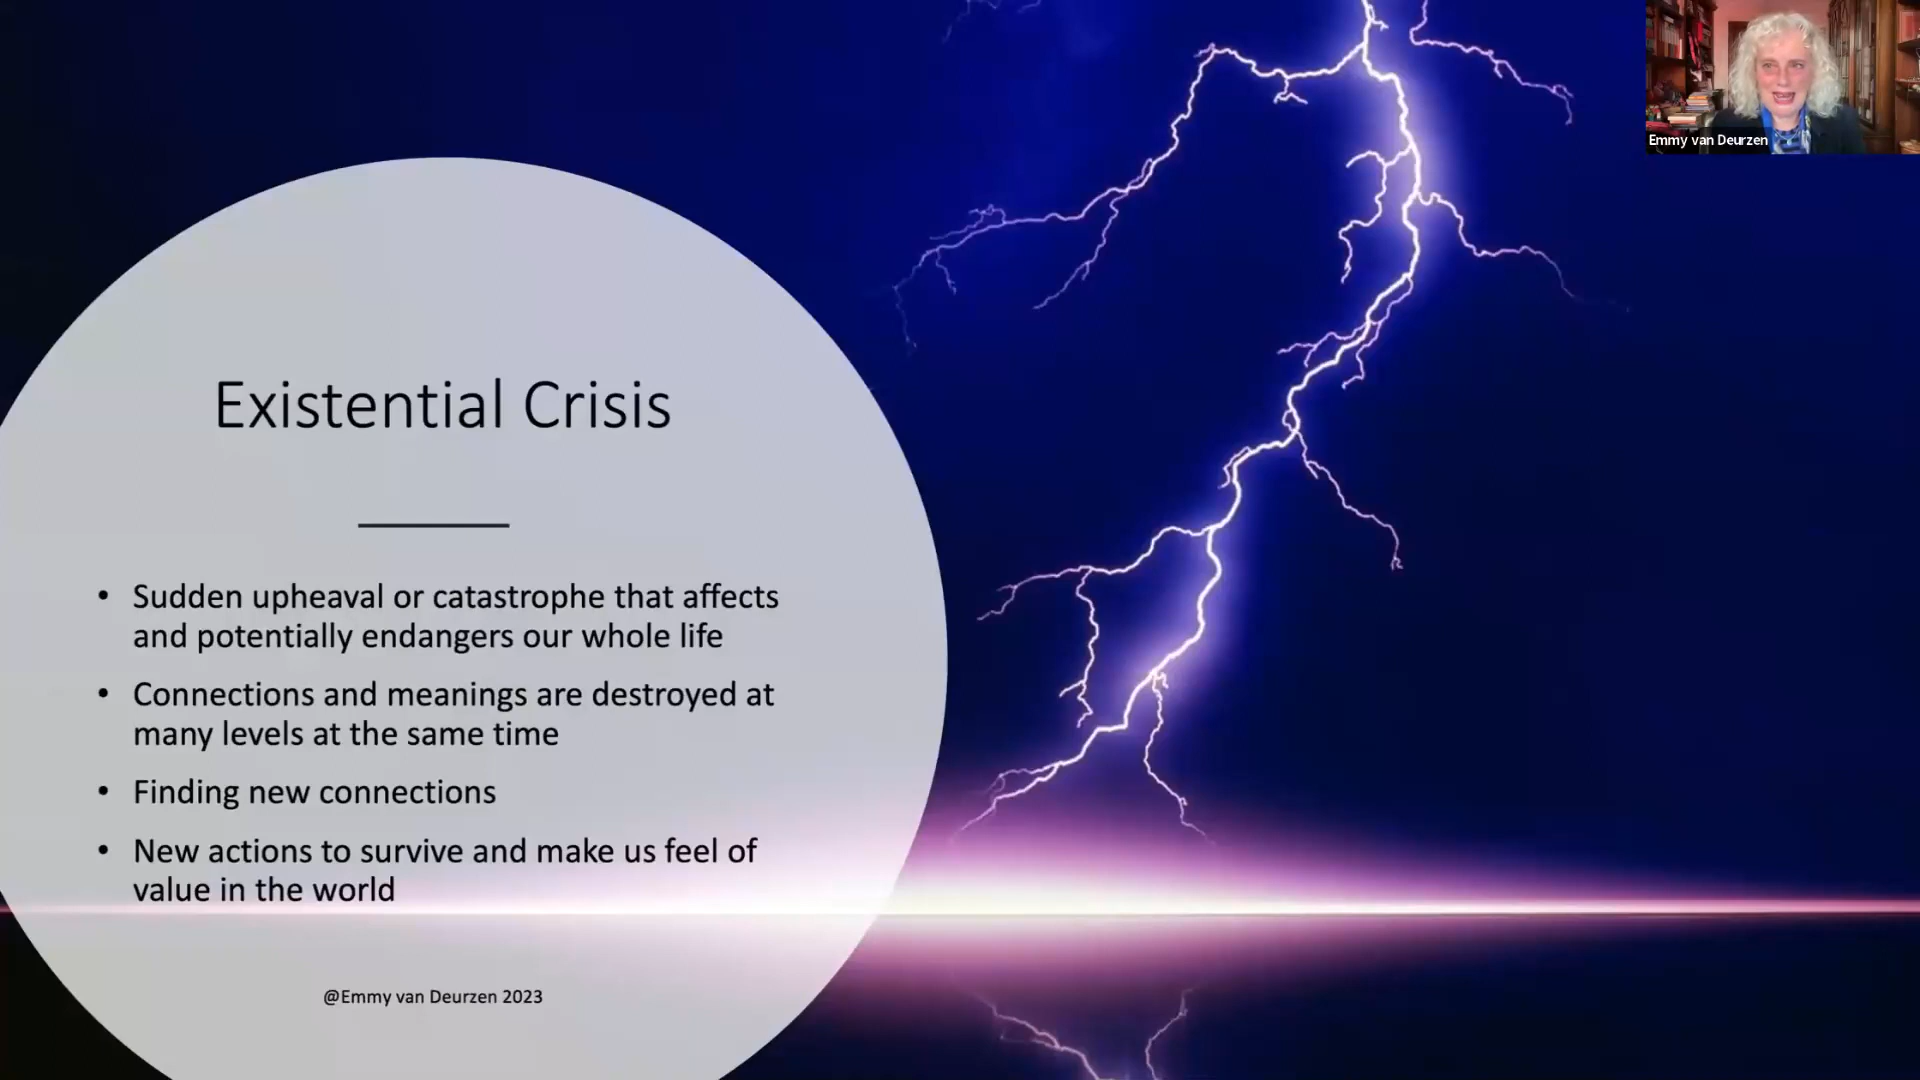 Emmy van Deurzen
Existential Crisis
• Sudden upheaval or catastrophe that affects
and potentially endangers our whole life
• Connections and meanings are destroyed at
many levels at the same time
• Finding new connections
• New actions to survive and make us feel of
value in the world
@Emmy van Deurzen 2023